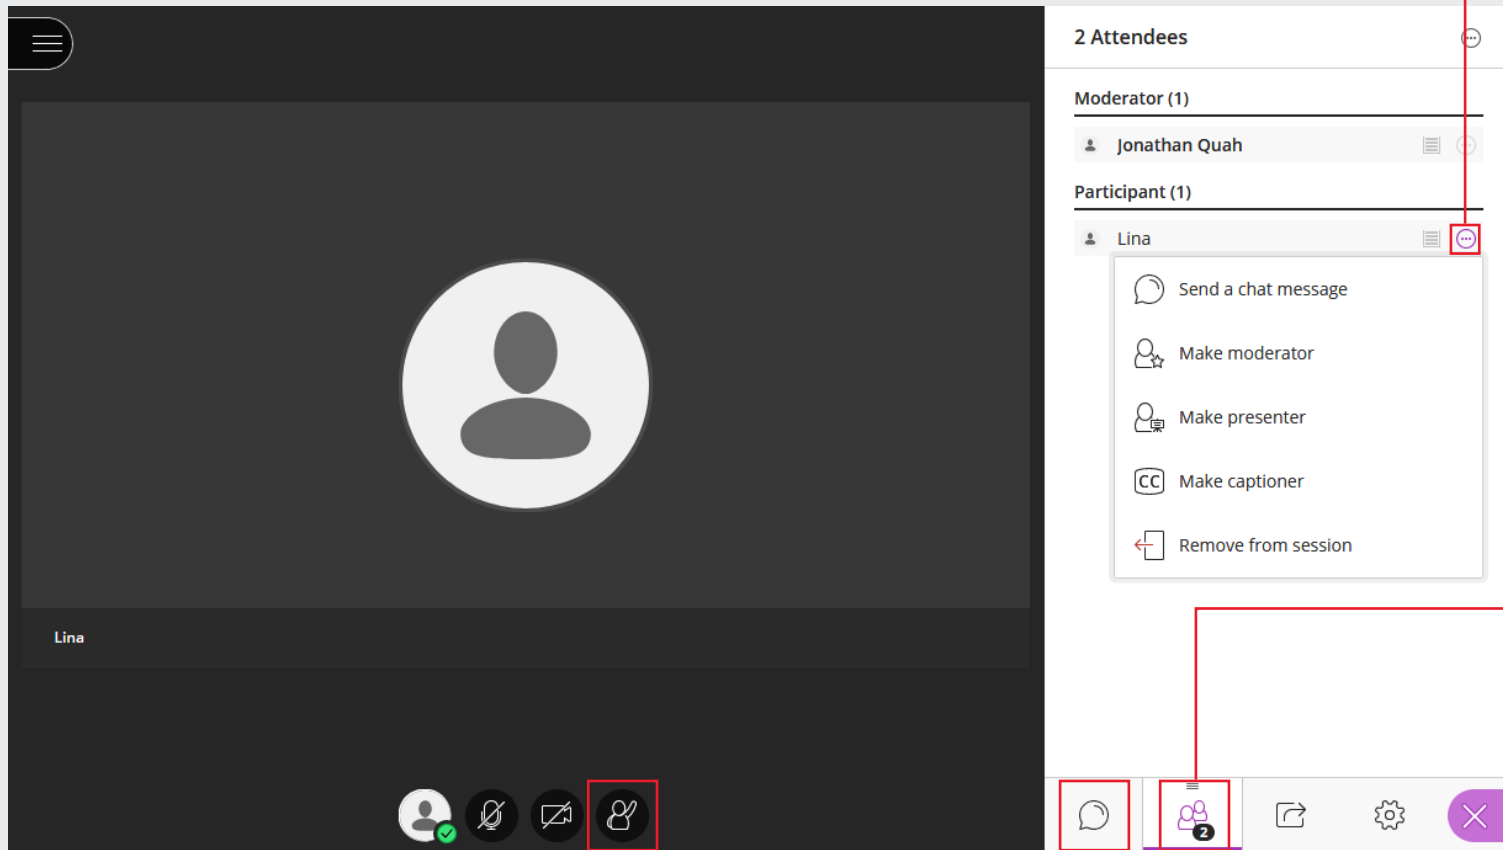 2 Attendees
Moderator (1)
Jonathan Quah
Participant (1)
Lina
Send a chat message
Make moderator
Make presenter
CC Make captioner
Remove from session
Lina
2